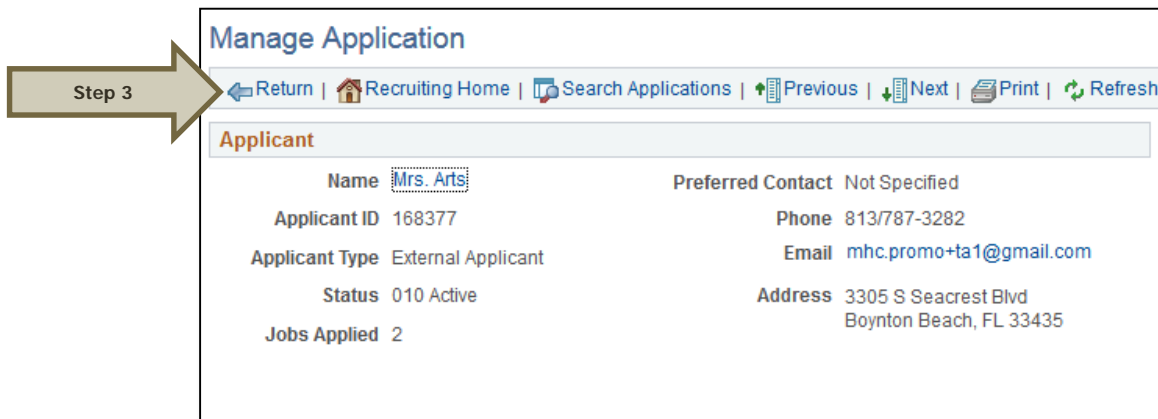 Manage Application
Step 3
Return | Recruiting Home | Search Applications | Previous | Next | Print | Refresh
Applicant
Name Mrs. Arts Preferred Contact Not Specified
Applicant ID 168377 Phone 813/787-3282
Applicant Type External Applicant Email mhc.promo+ta1@gmail.com
Status 010 Active Address 3305 S Seacrest Blvd
Boynton Beach, FL 33435
Jobs Applied 2